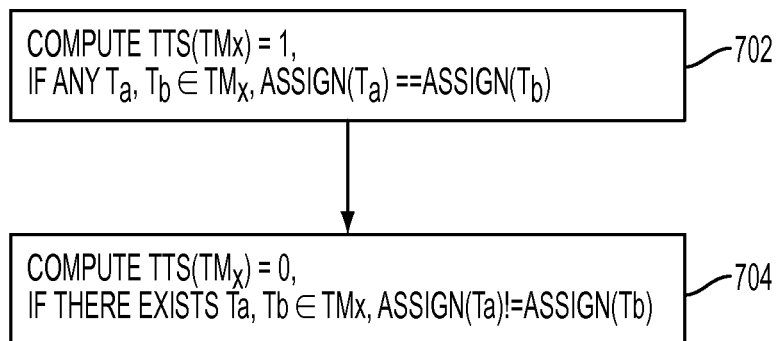 COMPUTE TTS(TMx) = 1,
IF ANY Ta, Tb ∈ TMx, ASSIGN(Ta) ==ASSIGN(Tb)
702
COMPUTE TTS(TMx) = 0,
IF THERE EXISTS Ta, Tb ∈ TMx, ASSIGN(Ta)!=ASSIGN(Tb)
704